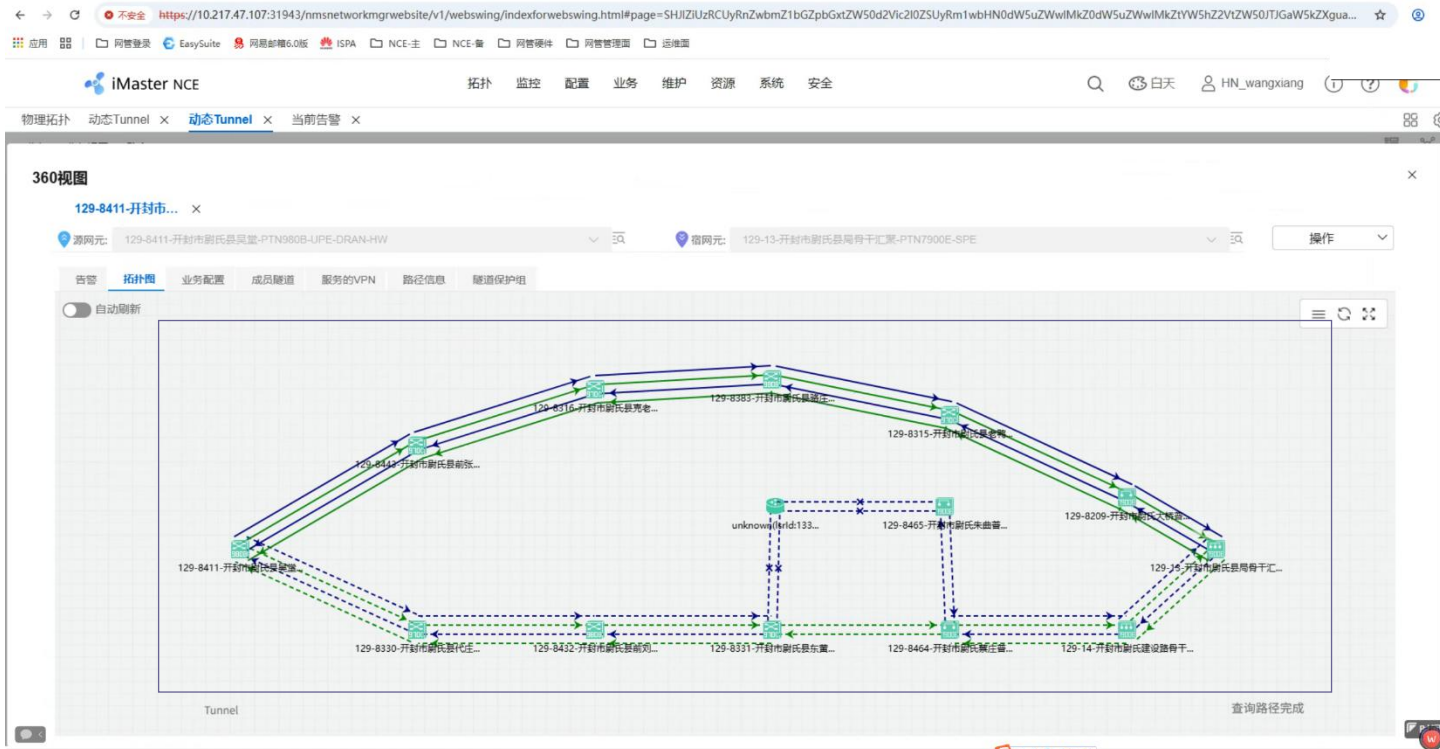 不安全 https://10.217.47.107:31943/nmsnetworkmgrwebsite/v1/webswing/indexforwebswing.html#page=SHJlZiUzRCUyRnZwbmZ1bGZpbGxtZW50d2Vic2l0ZSUyRm1wbHN0dW5uZWwlMkZ0dW5uZWwlMkZtYW5hZ2VtZW50JTJGaW5kZXgua...
应用 网管登录 EasySuite 网易邮箱6.0版 ISPA NCE-主 NCE-备 网管硬件 网管管理面 运维面
iMaster NCE 拓扑 监控 配置 业务 维护 资源 系统 安全 白天 HN_wangxiang
物理拓扑 动态Tunnel 动态Tunnel 当前告警
360视图
129-8411-开封市...
源网元: 129-8411-开封市尉氏县吴堂-PTN980B-UPE-DRAN-HW 宿网元: 129-13-开封市尉氏县局骨干汇聚-PTN7900E-SPE 操作
告警 拓扑图 业务配置 成员隧道 服务的VPN 路径信息 隧道保护组
自动刷新
129-8383-开封市尉氏县骆庄...
129-8316-开封市尉氏县亮老...
129-8315-开封市尉氏县老鸭...
129-8443-开封市尉氏县前张...
129-8209-开封市尉氏大桥普...
unknown(lsrId:133...
129-8465-开封市尉氏朱曲普...
129-8411-开封市尉氏县吴堂...
129-13-开封市尉氏县局骨干汇...
129-8330-开封市尉氏县代庄...
129-8432-开封市尉氏县前刘...
129-8331-开封市尉氏县东董...
129-8464-开封市尉氏蔡庄普...
129-14-开封市尉氏建设路骨干...
Tunnel 查询路径完成